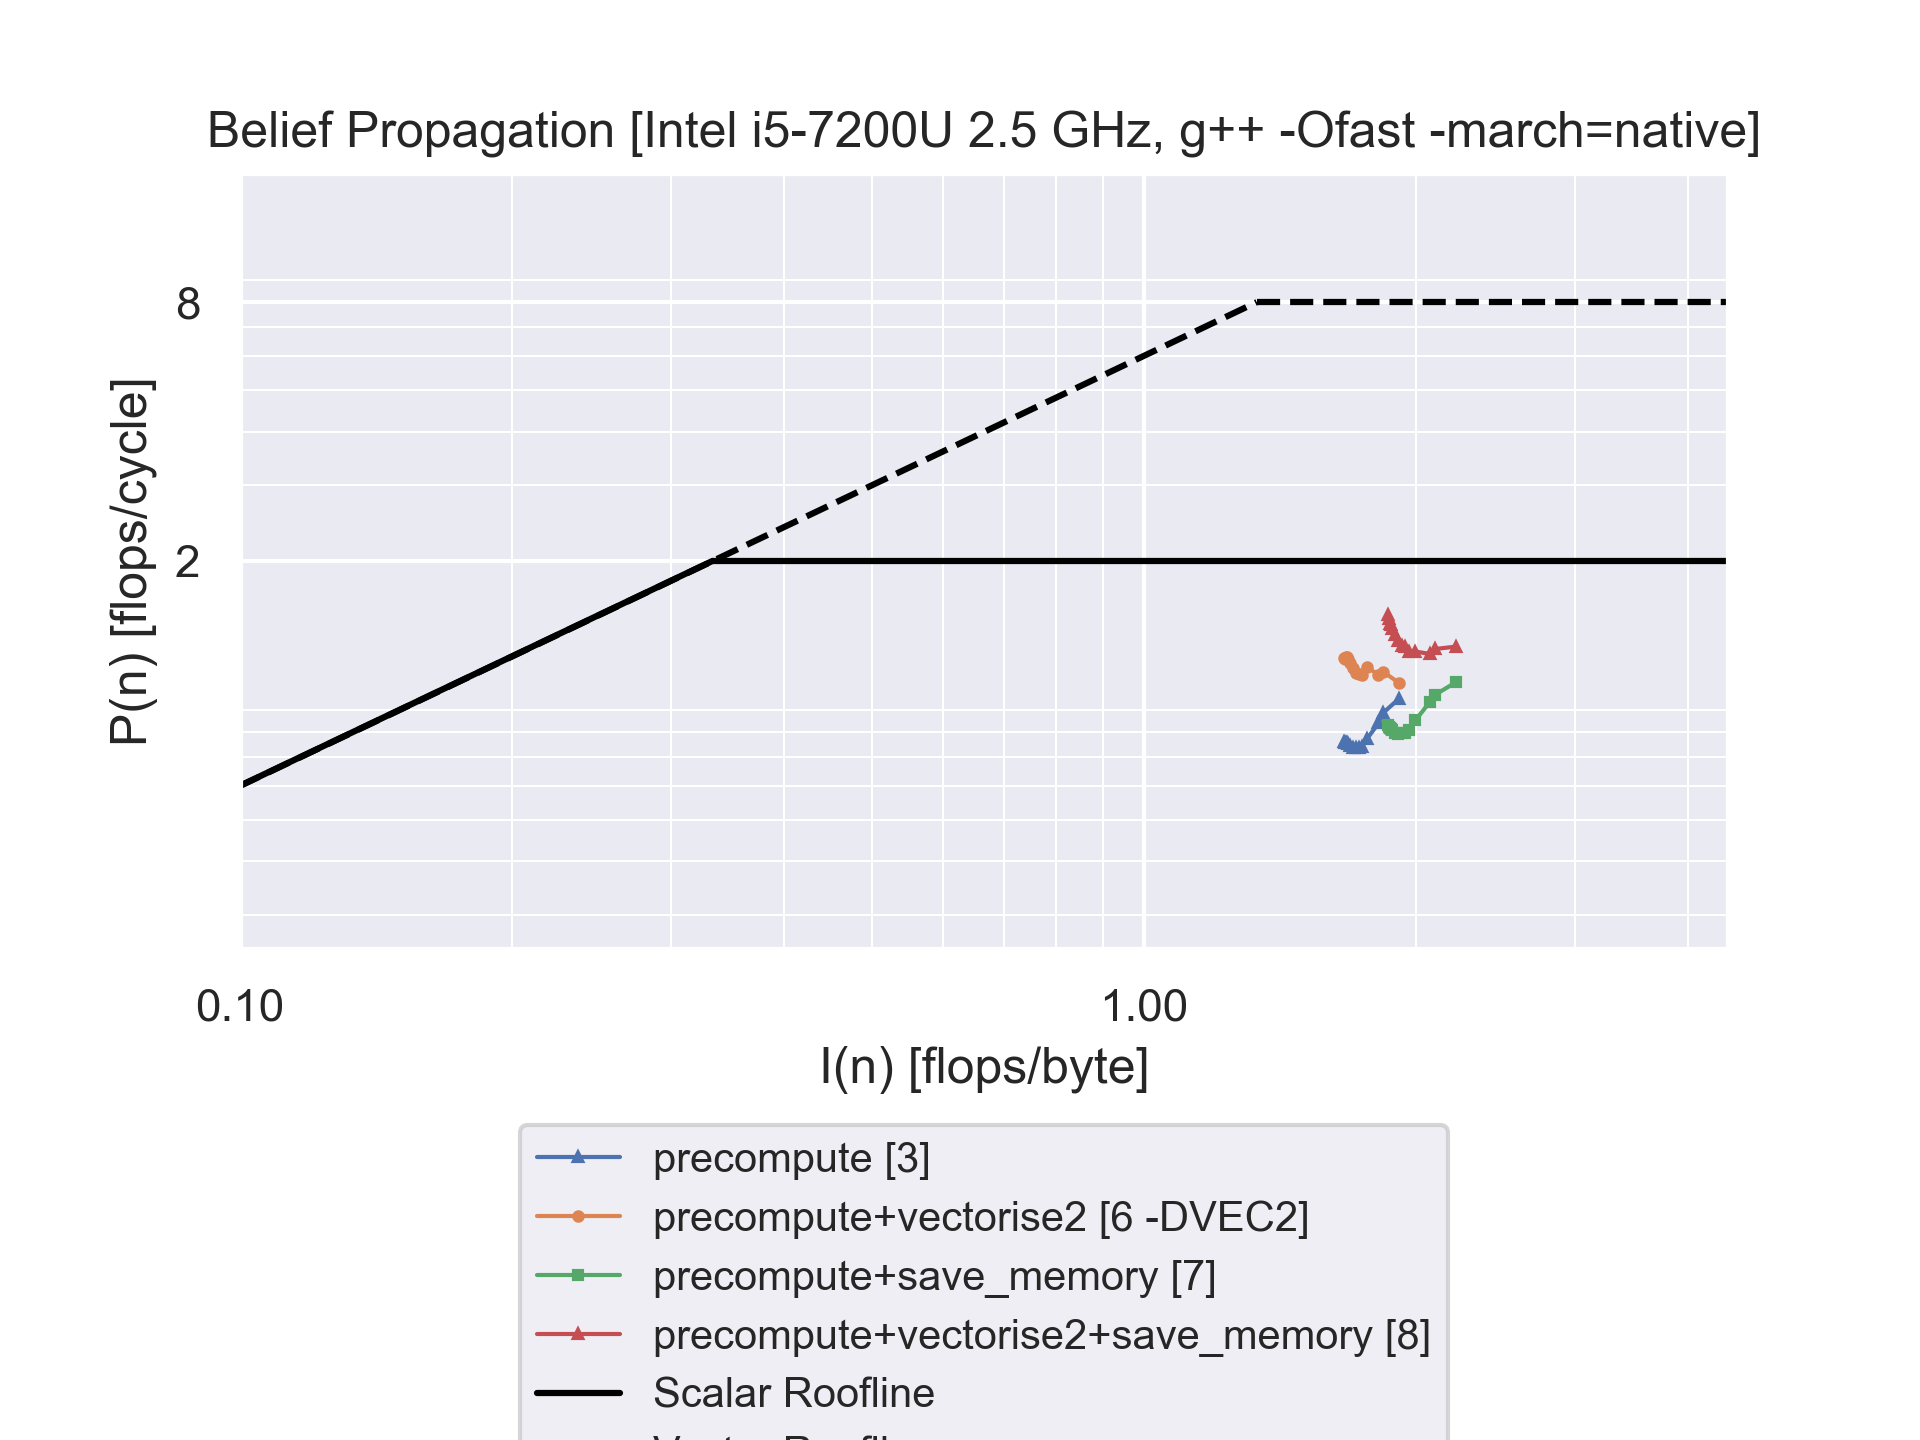 Belief Propagation [Intel i5-7200U 2.5 GHz, g++ -Ofast -march=native]
8
2
P(n) [flops/cycle]
0.10
1.00
I(n) [flops/byte]
precompute [3]
precompute+vectorise2 [6 -DVEC2]
precompute+save_memory [7]
precompute+vectorise2+save_memory [8]
Scalar Roofline